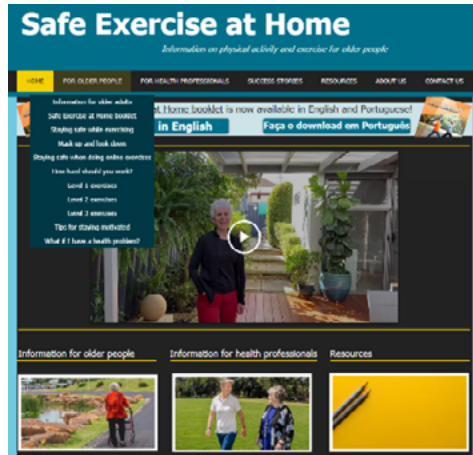 Safe Exercise at Home
Information on physical activity and exercise for older people
HOME FOR OLDER PEOPLE FOR HEALTH PROFESSIONALS SUCCESS STORIES RESOURCES ABOUT US CONTACT US
Information for older adults
Safe Exercise at Home booklet
Staying safe while exercising
Mask up and look down
Staying safe when doing online exercises
How hard should you work?
Level 1 exercises
Level 2 exercises
Level 3 exercises
Tips for staying motivated
What if I have a health problem?
at Home booklet is now available in English and Portuguese!
in English Faça o download em Português
Information for older people Information for health professionals Resources